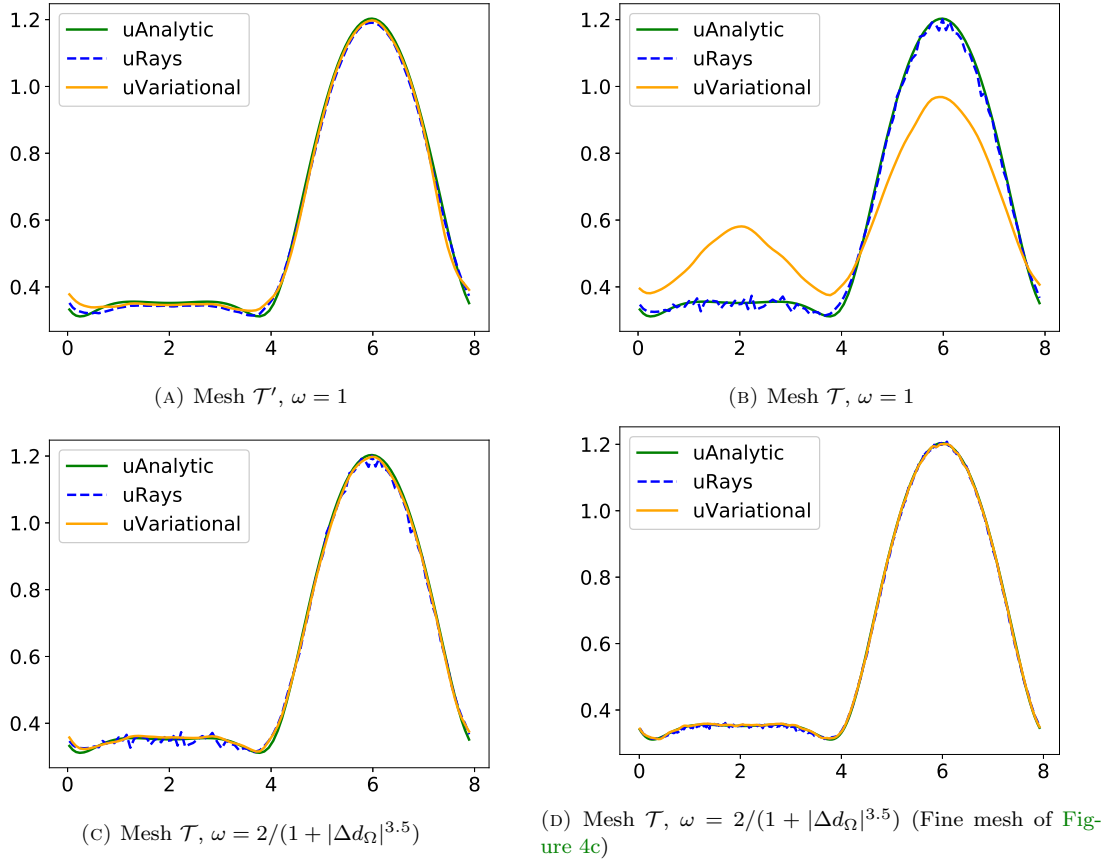 1.2
1.0
0.8
0.6
0.4
0 2 4 6 8
uAnalytic
uRays
uVariational
(A) Mesh 𝒯′, ω = 1
1.2
1.0
0.8
0.6
0.4
0 2 4 6 8
uAnalytic
uRays
uVariational
(B) Mesh 𝒯, ω = 1
1.2
1.0
0.8
0.6
0.4
0 2 4 6 8
uAnalytic
uRays
uVariational
(C) Mesh 𝒯, ω = 2/(1 + |Δd_Ω|^3.5)
1.2
1.0
0.8
0.6
0.4
0 2 4 6 8
uAnalytic
uRays
uVariational
(D) Mesh 𝒯, ω = 2/(1 + |Δd_Ω|^3.5) (Fine mesh of Fig-
ure 4c)